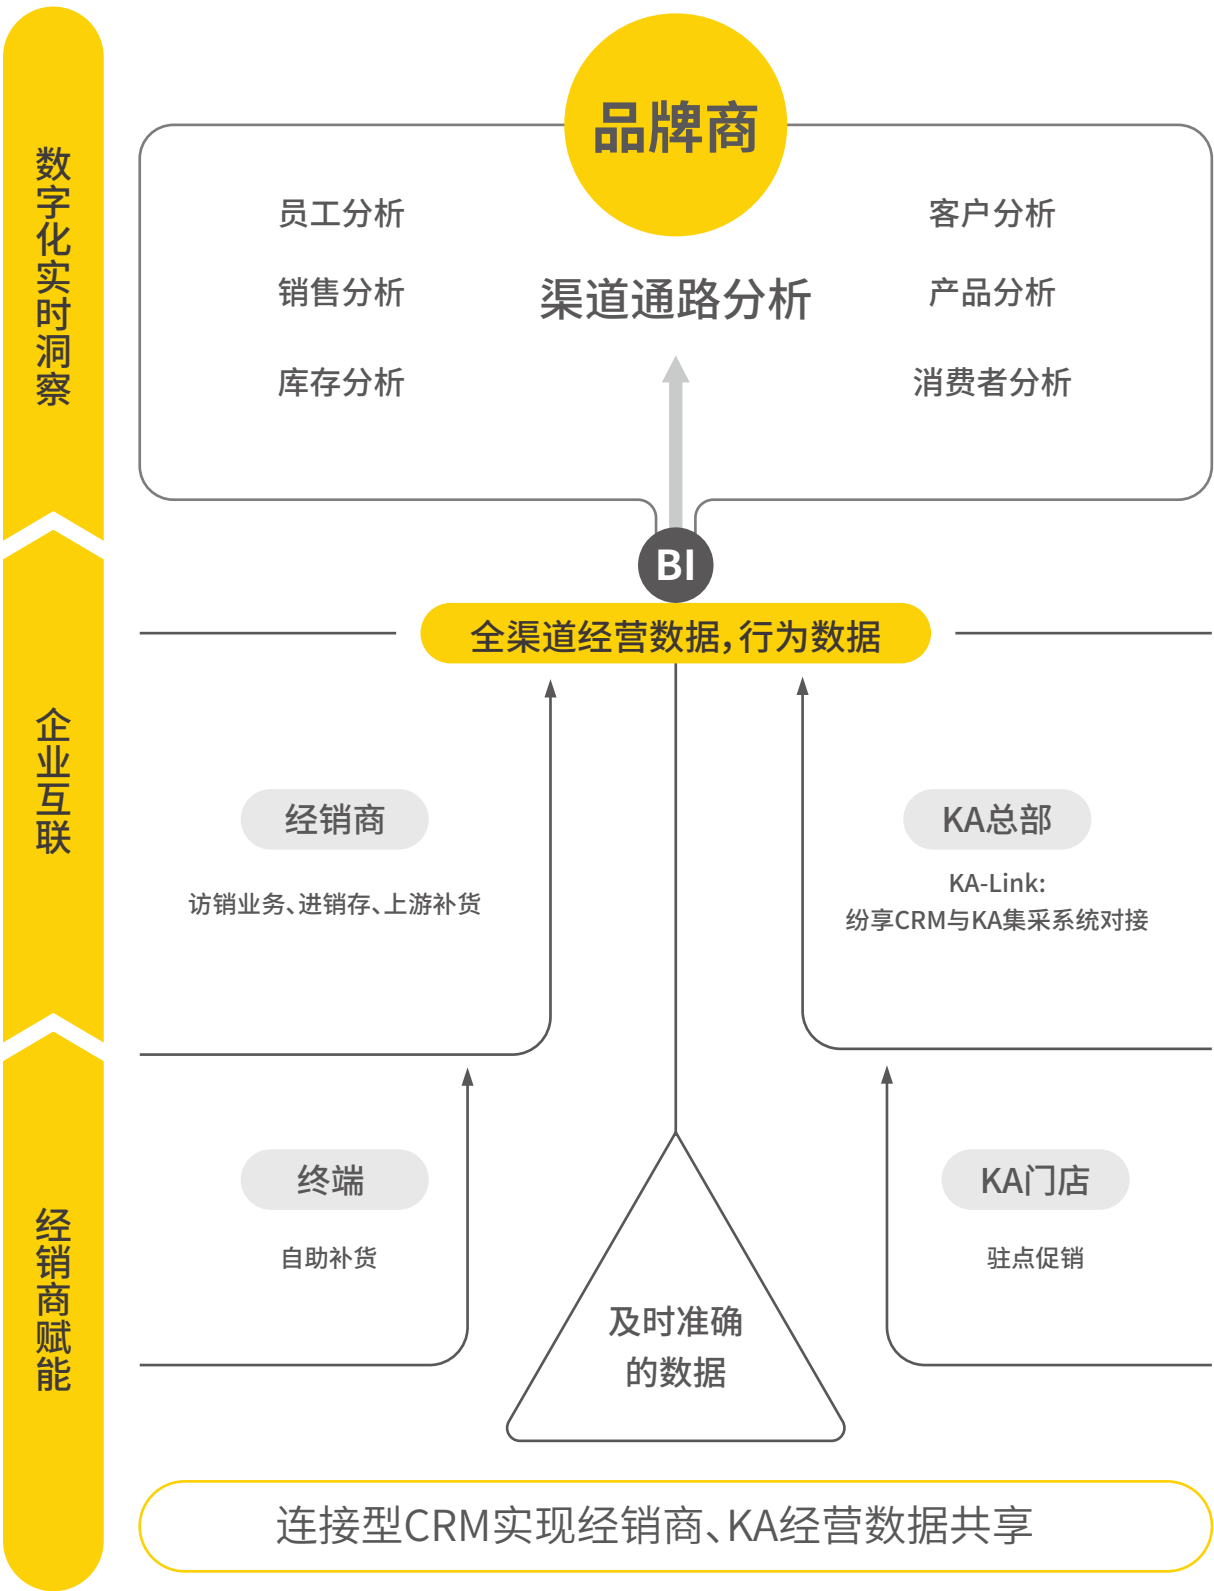 数字化实时洞察
品牌商
员工分析
客户分析
销售分析
渠道通路分析
产品分析
库存分析
消费者分析
BI
全渠道经营数据，行为数据
企业互联
经销商
访销业务、进销存、上游补货
KA总部
KA-Link:
纷享CRM与KA集采系统对接
经销商赋能
终端
自助补货
KA门店
驻点促销
及时准确
的数据
连接型CRM实现经销商、KA经营数据共享